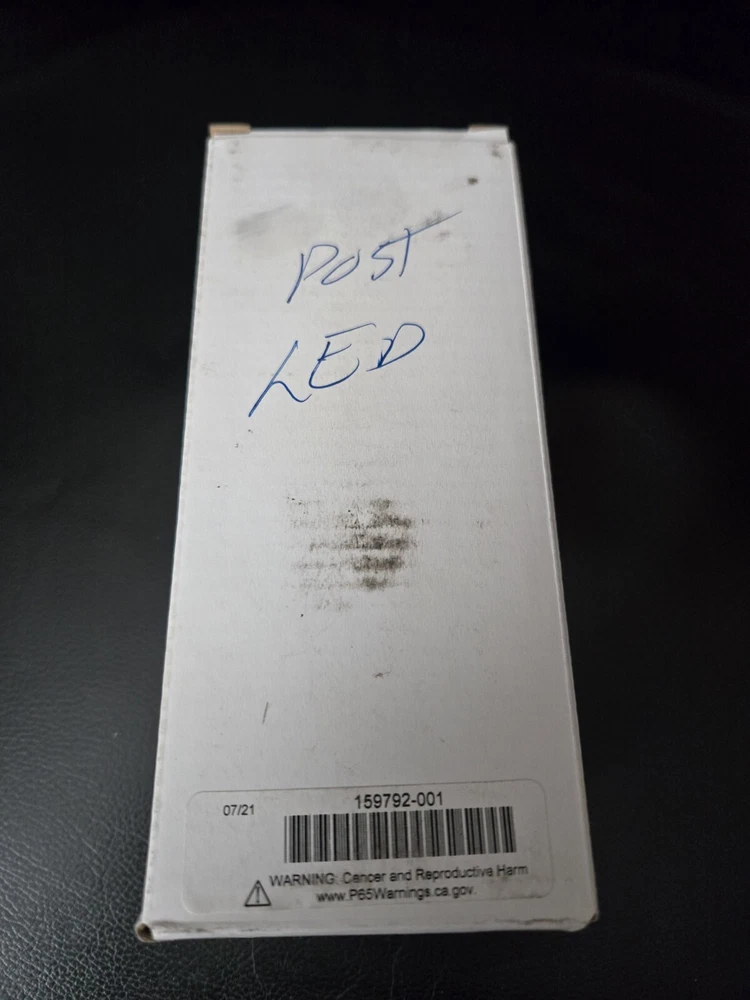 POST
LED
07/21
159792-001
WARNING: Cancer and Reproductive Harm
www.P65Warnings.ca.gov